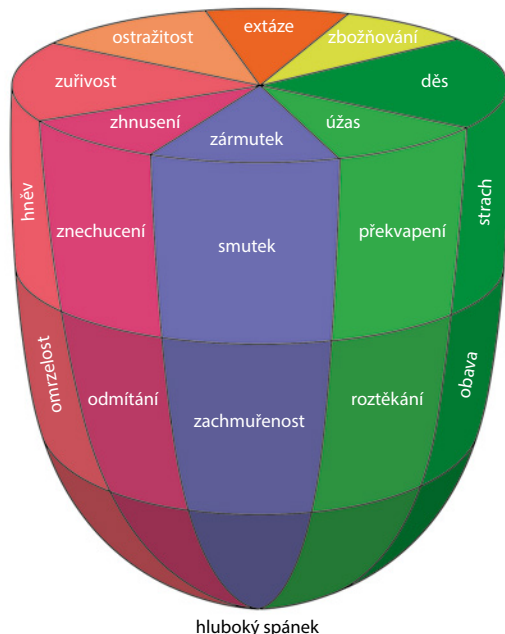 extáze
ostražitost
zbožňování
zuřivost
děs
zhnusení
úžas
zármutek
hněv
strach
znechucení
překvapení
smutek
omrzelost
obava
odmítání
roztěkání
zachmuřenost
hluboký spánek